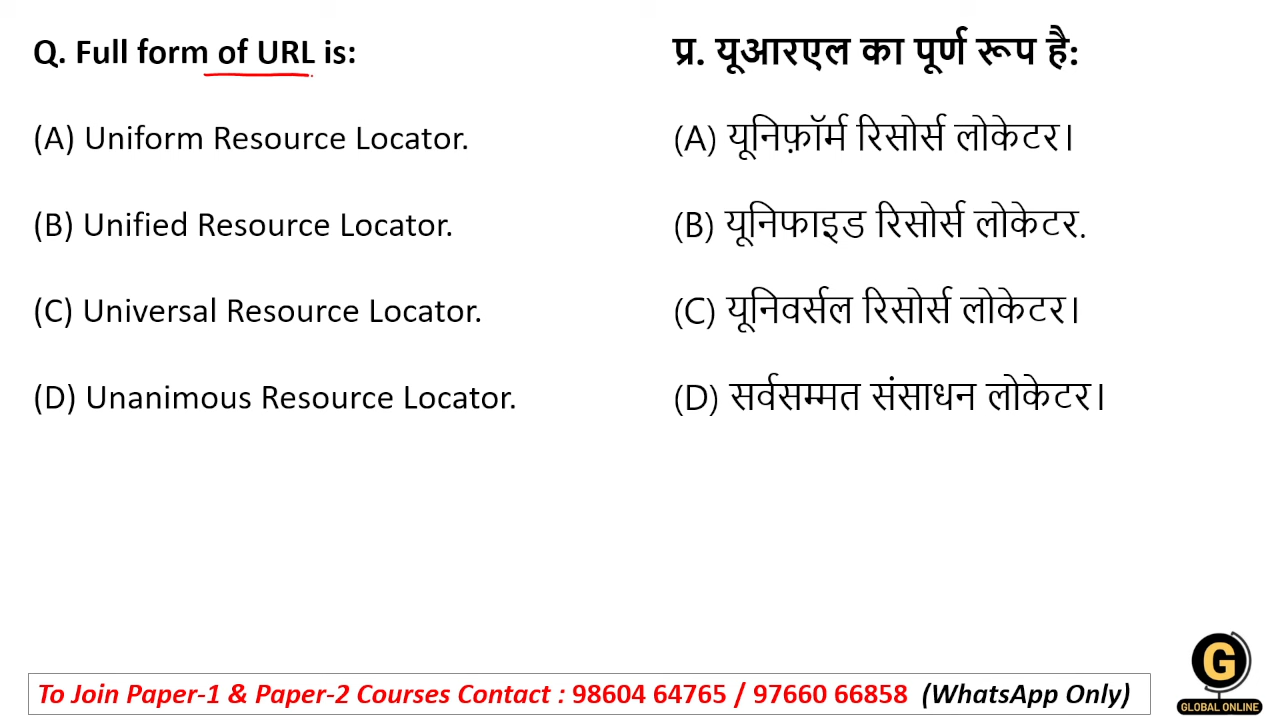 Q. Full form of URL is:
(A) Uniform Resource Locator.
(B) Unified Resource Locator.
(C) Universal Resource Locator.
(D) Unanimous Resource Locator.
प्र. यूआरएल का पूर्ण रूप है:
(A) यूनिफ़ॉर्म रिसोर्स लोकेटर।
(B) यूनिफाइड रिसोर्स लोकेटर.
(C) यूनिवर्सल रिसोर्स लोकेटर।
(D) सर्वसम्मत संसाधन लोकेटर।
To Join Paper-1 & Paper-2 Courses Contact : 98604 64765 / 97660 66858 (WhatsApp Only)
G
GLOBAL ONLINE